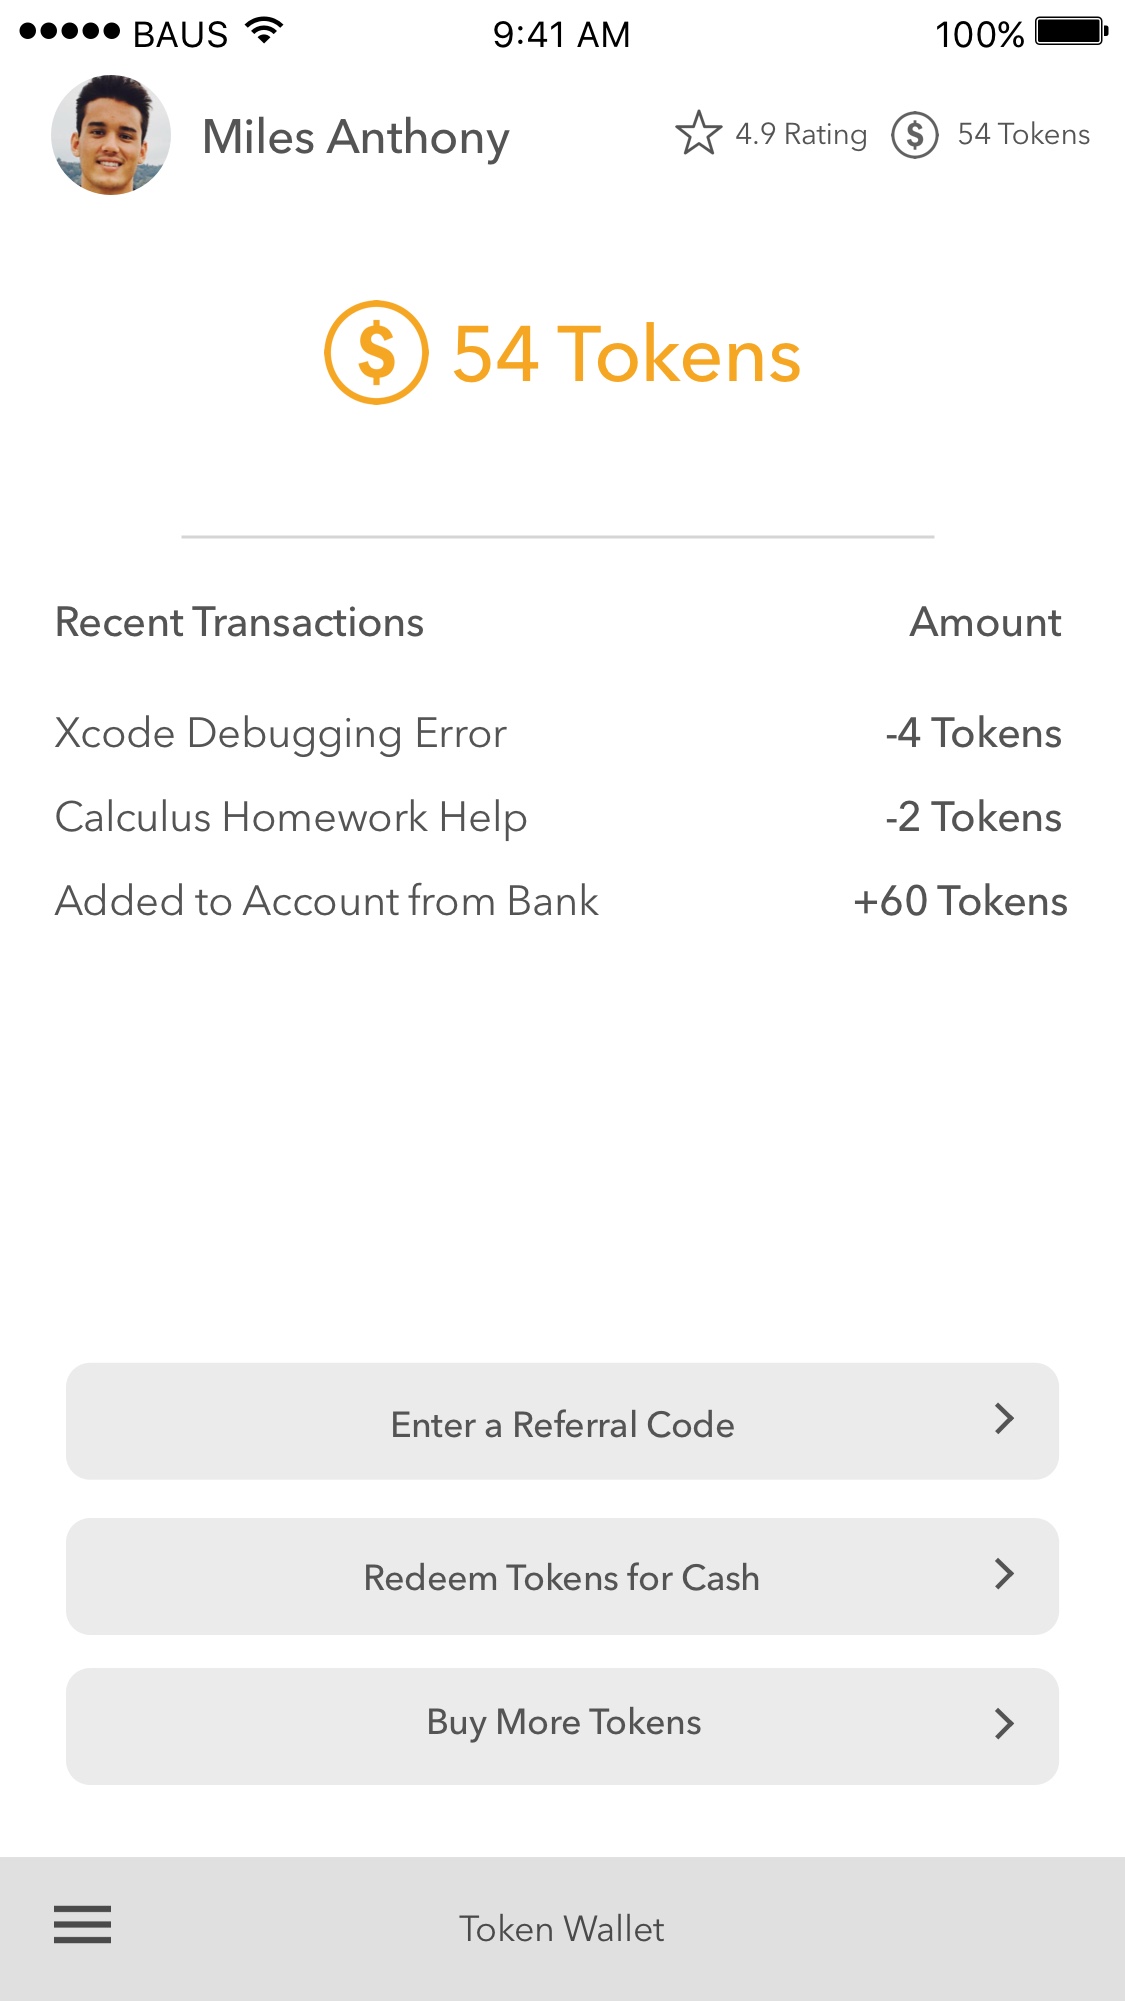 BAUS 9:41 AM 100%
Miles Anthony 4.9 Rating $ 54 Tokens
$ 54 Tokens
Recent Transactions Amount
Xcode Debugging Error -4 Tokens
Calculus Homework Help -2 Tokens
Added to Account from Bank +60 Tokens
Enter a Referral Code
Redeem Tokens for Cash
Buy More Tokens
Token Wallet